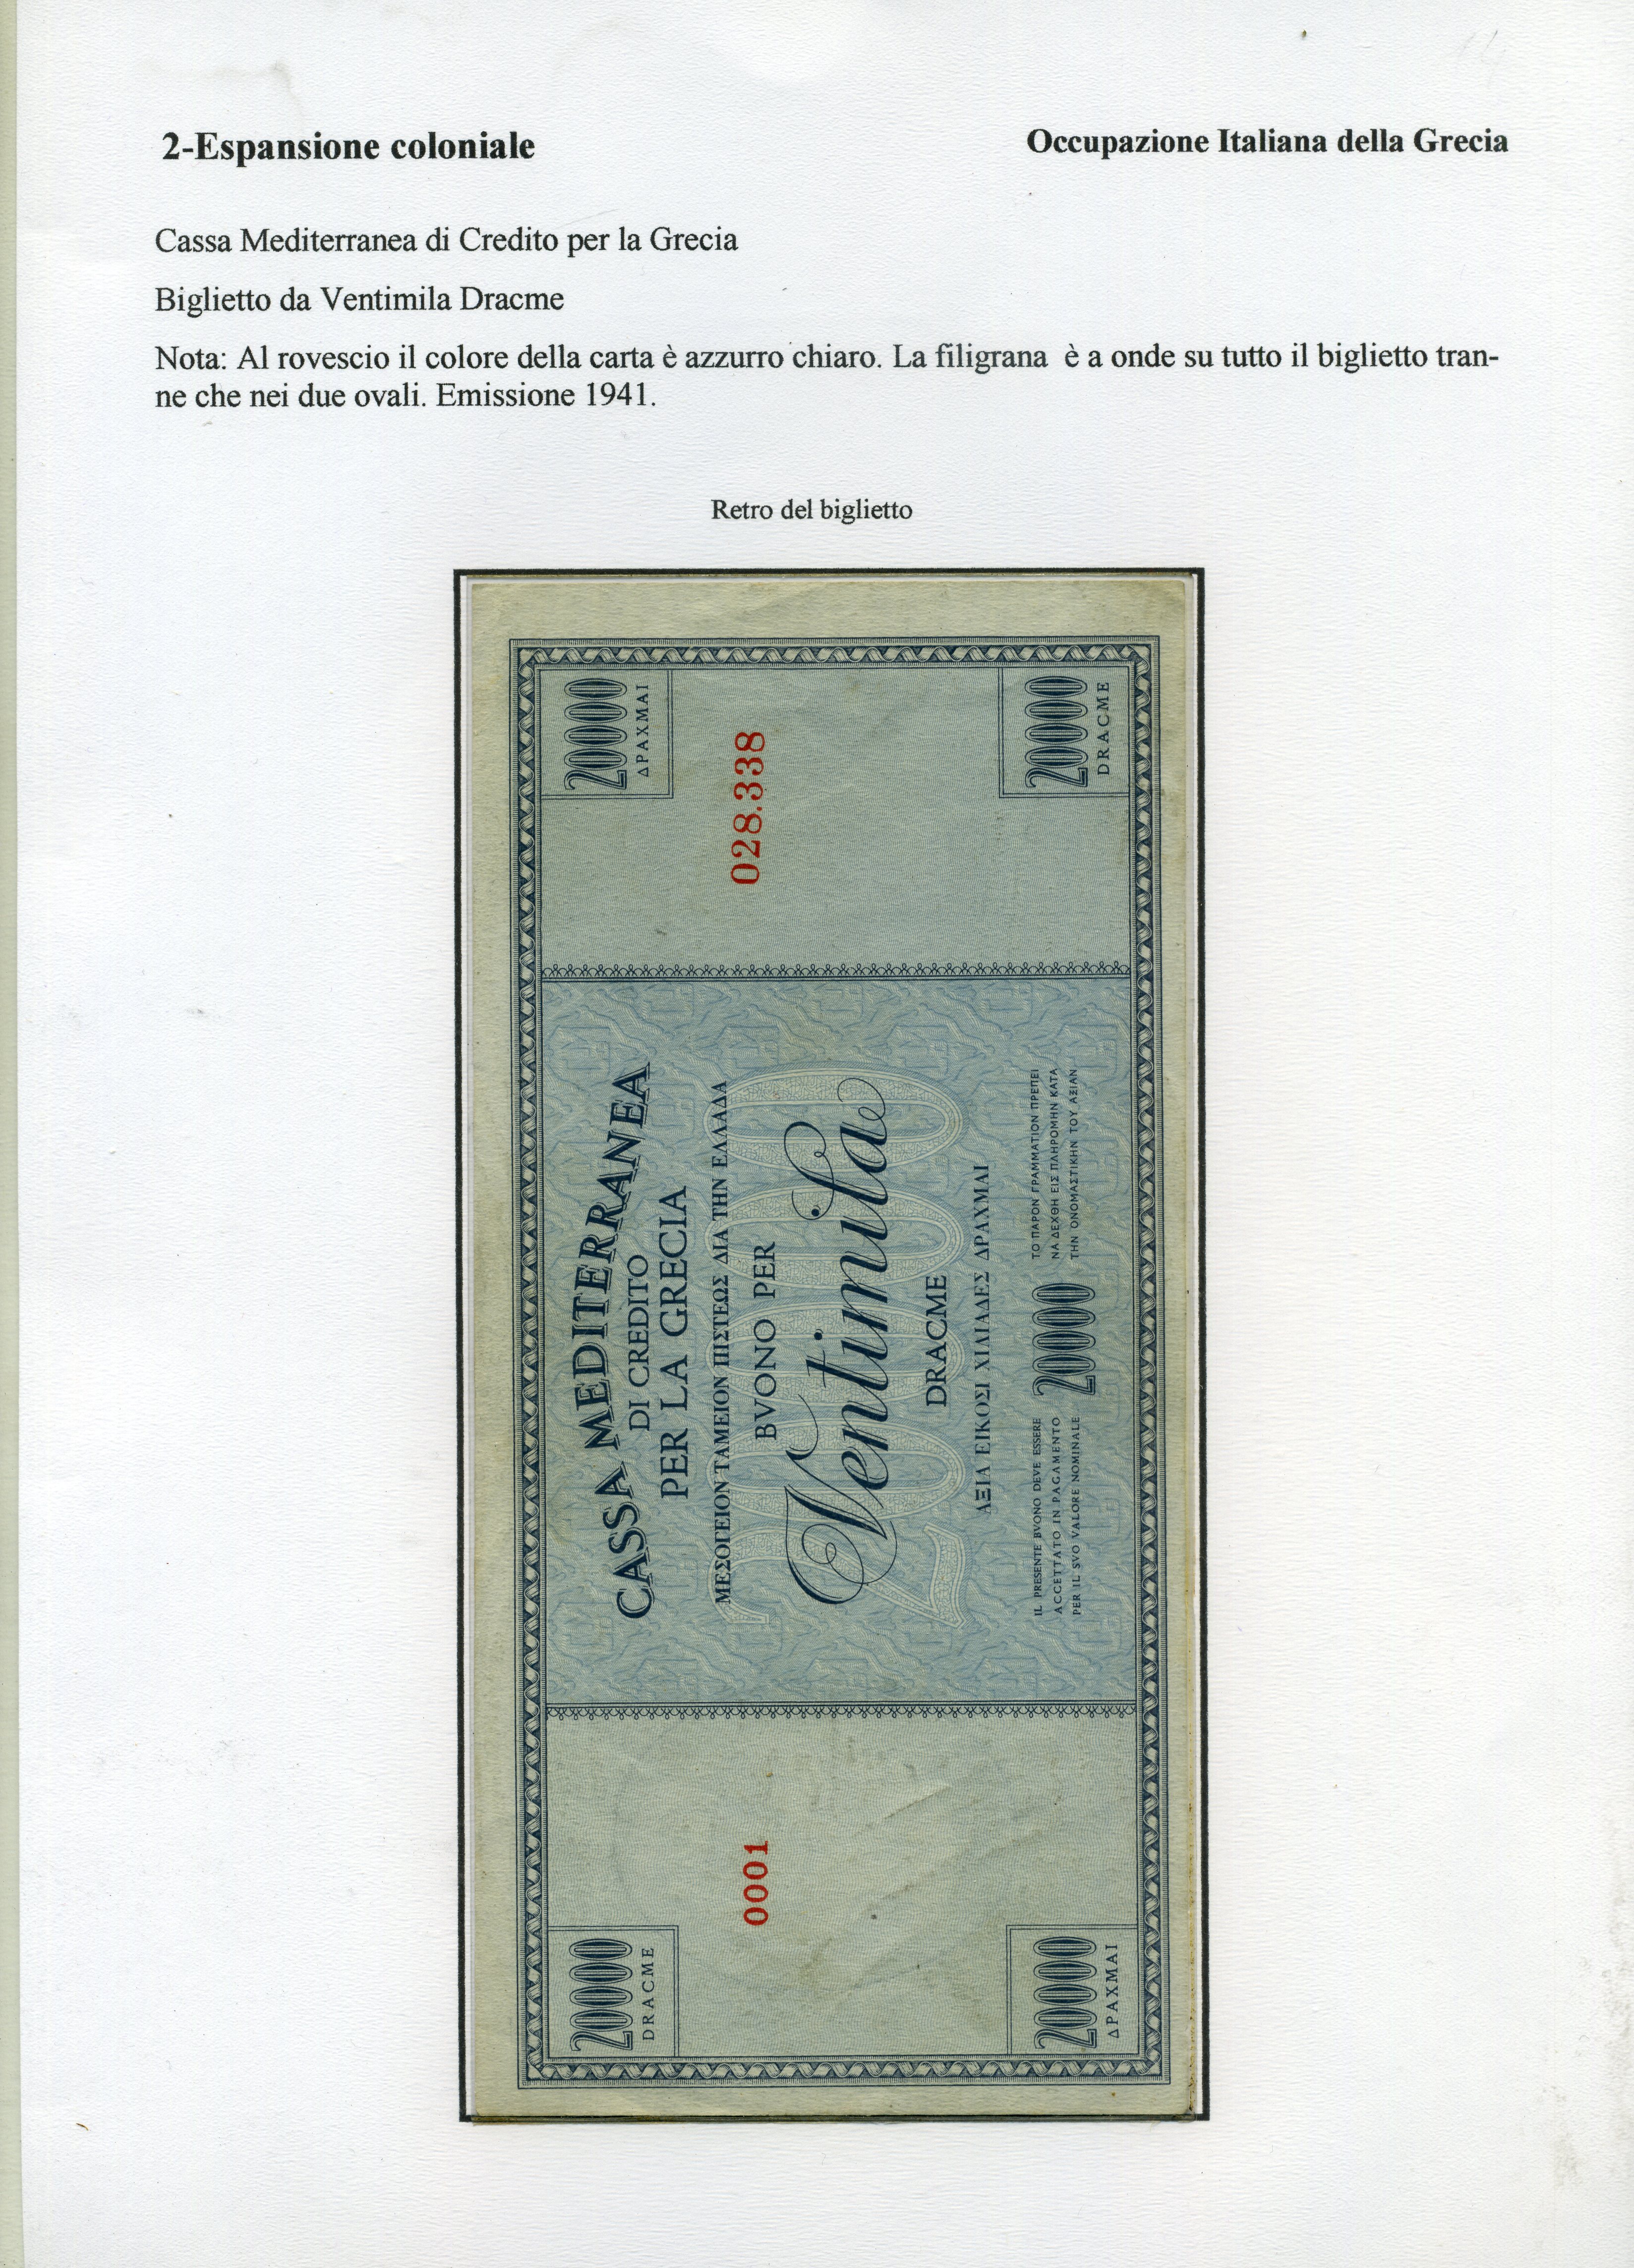 2-Espansione coloniale
Occupazione Italiana della Grecia
Cassa Mediterranea di Credito per la Grecia
Biglietto da Ventimila Dracme
Nota: Al rovescio il colore della carta è azzurro chiaro. La filigrana è a onde su tutto il biglietto tran-
ne che nei due ovali. Emissione 1941.
Retro del biglietto
20000
DRACME
20000
ΔΡΑΧΜΑΙ
0001
028.338
CASSA MEDITERRANEA
DI CREDITO
PER LA GRECIA
ΜΕΣΟΓΕΙΟΝ ΤΑΜΕΙΟΝ ΠΙΣΤΕΩΣ ΔΙΑ ΤΗΝ ΕΛΛΑΔΑ
BVONO PER
20000
Ventimila
DRACME
ΑΞΙΑ ΕΙΚΟΣΙ ΧΙΛΙΑΔΕΣ ΔΡΑΧΜΑΙ
IL PRESENTE BVONO DEVE ESSERE
ACCETTATO IN PAGAMENTO
PER IL SVO VALORE NOMINALE
20000
ΤΟ ΠΑΡΟΝ ΓΡΑΜΜΑΤΙΟΝ ΠΡΕΠΕΙ
ΝΑ ΔΕΧΘΗ ΕΙΣ ΠΛΗΡΟΜΗΝ ΚΑΤΑ
ΤΗΝ ΟΝΟΜΑΣΤΙΚΗΝ ΤΟΥ ΑΞΙΑΝ
20000
ΔΡΑΧΜΑΙ
20000
DRACME